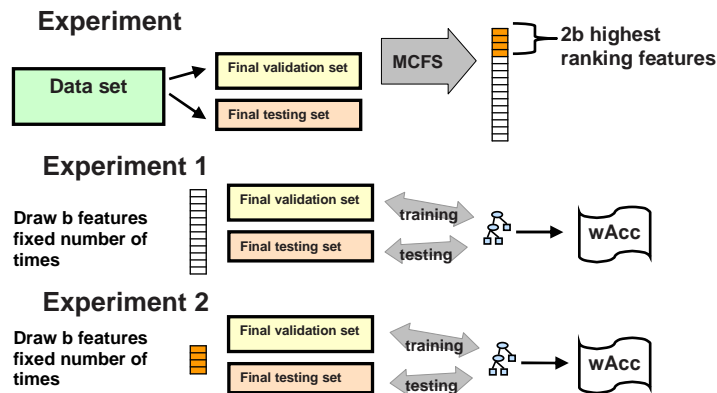 Experiment
Data set
Final validation set
Final testing set
MCFS
2b highest
ranking features
Experiment 1
Draw b features
fixed number of
times
Final validation set
Final testing set
training
testing
wAcc
Experiment 2
Draw b features
fixed number of
times
Final validation set
Final testing set
training
testing
wAcc